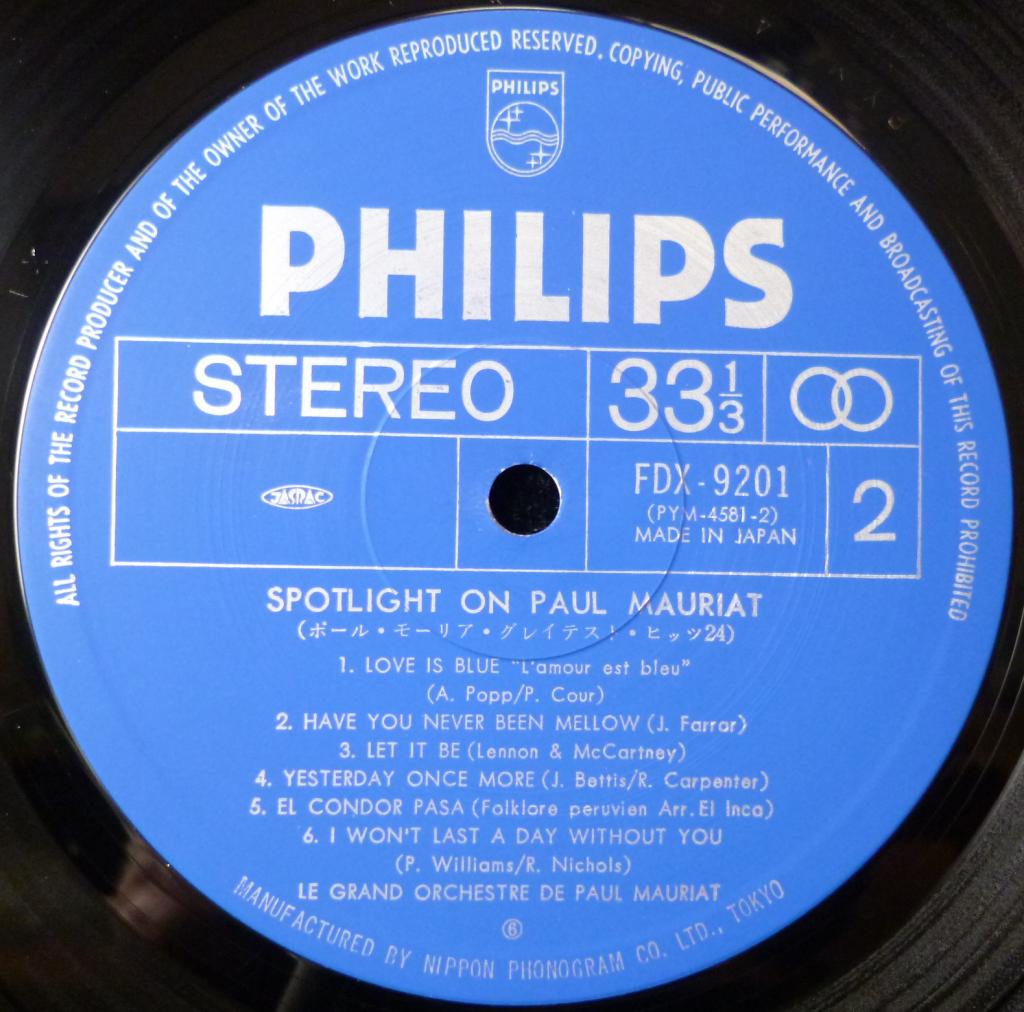 ALL RIGHTS OF THE RECORD PRODUCER AND OF THE OWNER OF THE WORK REPRODUCED RESERVED. COPYING, PUBLIC PERFORMANCE AND BROADCASTING OF THIS RECORD PROHIBITED
PHILIPS
PHILIPS
STEREO
33 1/3
JASRAC
FDX-9201
(PYM-4581-2)
MADE IN JAPAN
2
SPOTLIGHT ON PAUL MAURIAT
(ポール・モーリア・グレイテスト・ヒッツ24)
1. LOVE IS BLUE "L'amour est bleu"
(A. Popp/P. Cour)
2. HAVE YOU NEVER BEEN MELLOW (J. Farrar)
3. LET IT BE (Lennon & McCartney)
4. YESTERDAY ONCE MORE (J. Bettis/R. Carpenter)
5. EL CONDOR PASA (Folklore peruvien Arr. El Inca)
6. I WON'T LAST A DAY WITHOUT YOU
(P. Williams/R. Nichols)
LE GRAND ORCHESTRE DE PAUL MAURIAT
⑥
MANUFACTURED BY NIPPON PHONOGRAM CO. LTD., TOKYO